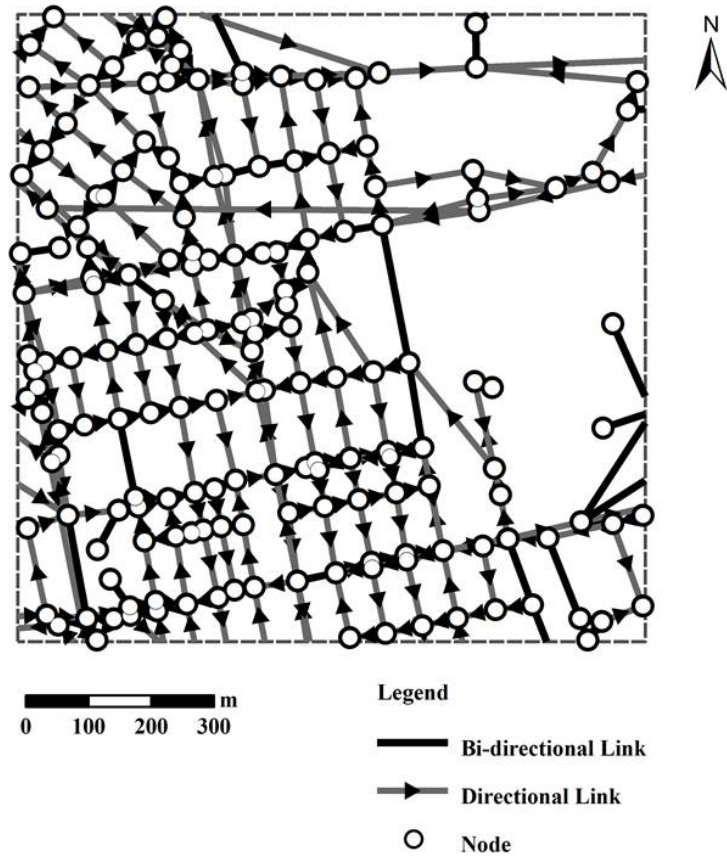 N
m
0 100 200 300
Legend
Bi-directional Link
Directional Link
Node